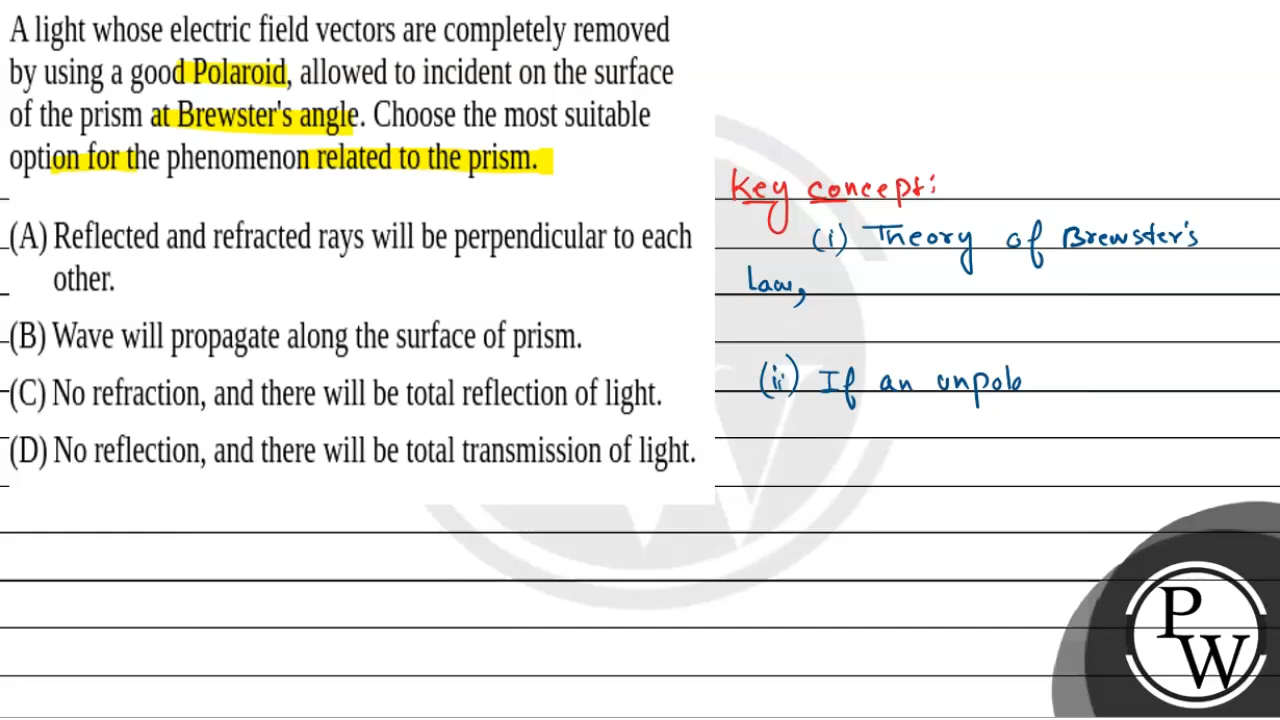 A light whose electric field vectors are completely removed
by using a good Polaroid, allowed to incident on the surface
of the prism at Brewster's angle. Choose the most suitable
option for the phenomenon related to the prism.
(A) Reflected and refracted rays will be perpendicular to each
other.
(B) Wave will propagate along the surface of prism.
(C) No refraction, and there will be total reflection of light.
(D) No reflection, and there will be total transmission of light.
Key concept:
(i) Theory of Brewster's
Law,
(ii) If an unpola
P
W